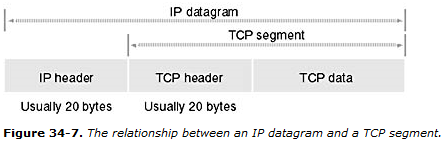 IP datagram
TCP segment
IP header TCP header TCP data
Usually 20 bytes Usually 20 bytes
Figure 34-7. The relationship between an IP datagram and a TCP segment.